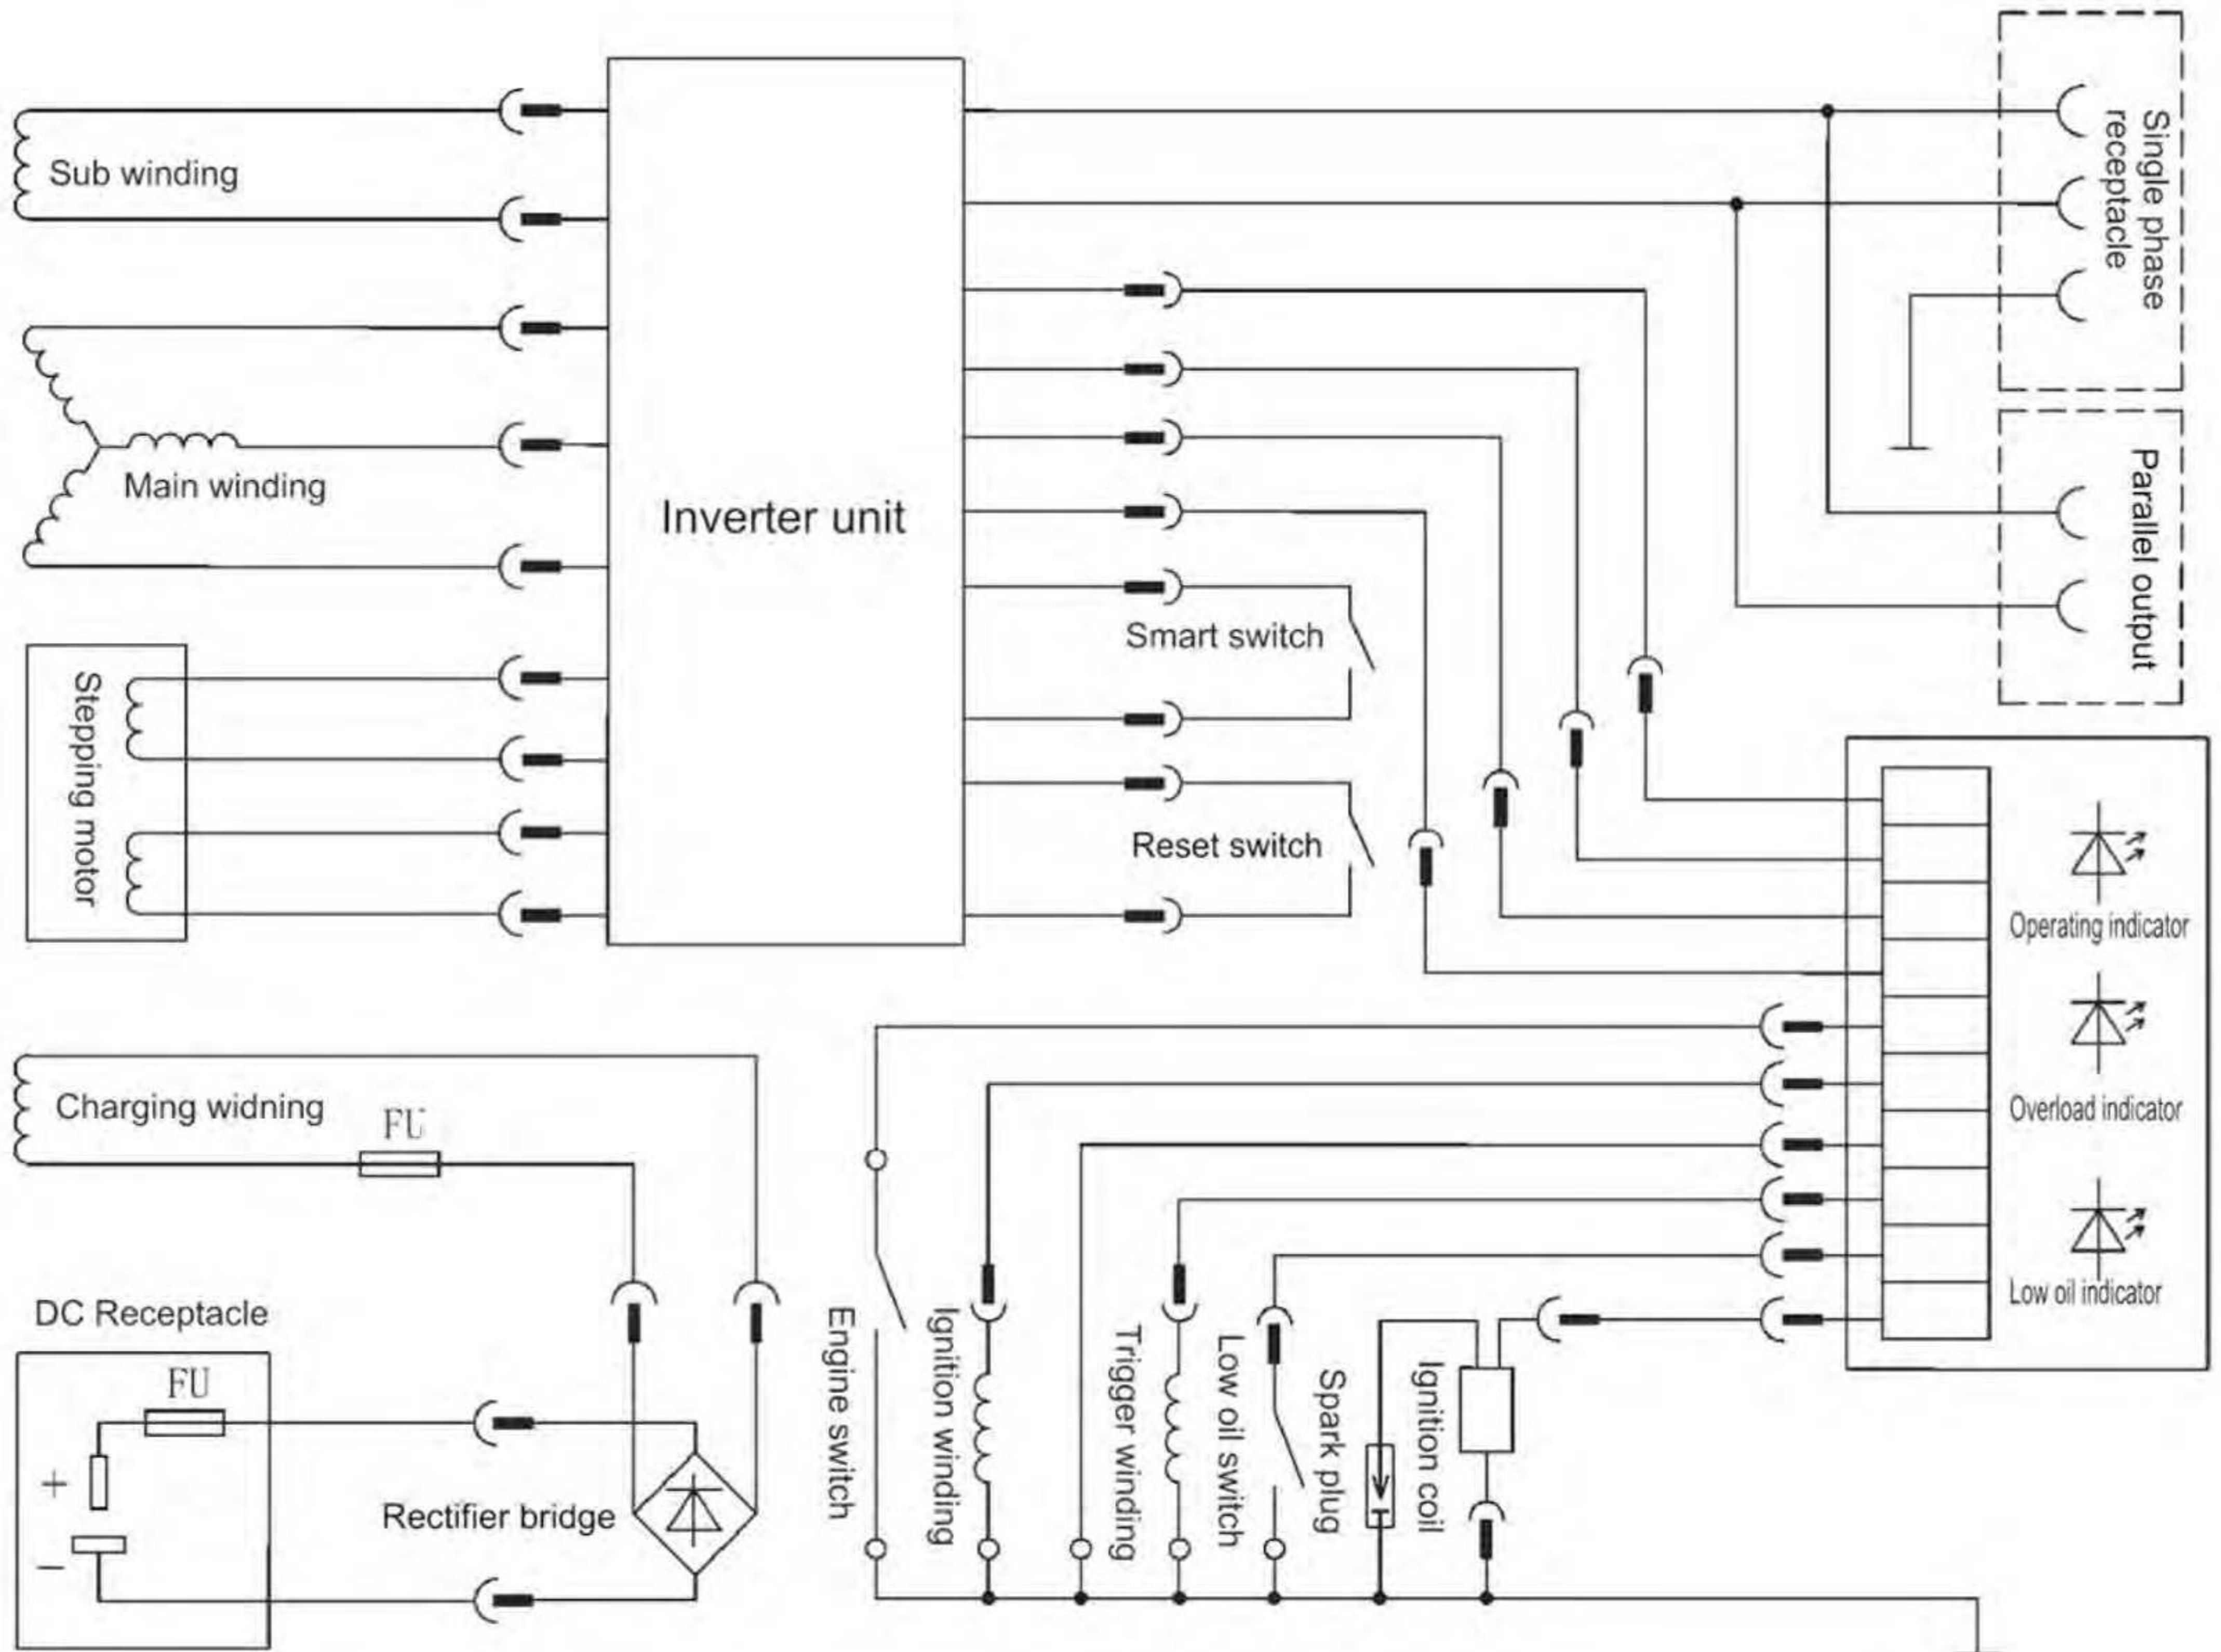 Sub winding
Main winding
Stepping motor
Inverter unit
Smart switch
Reset switch
Single phase
receptacle
Parallel output
Operating indicator
Overload indicator
Low oil indicator
Charging widning
FU
DC Receptacle
FU
+
−
Rectifier bridge
Engine switch
Ignition winding
Trigger winding
Low oil switch
Spark plug
Ignition coil